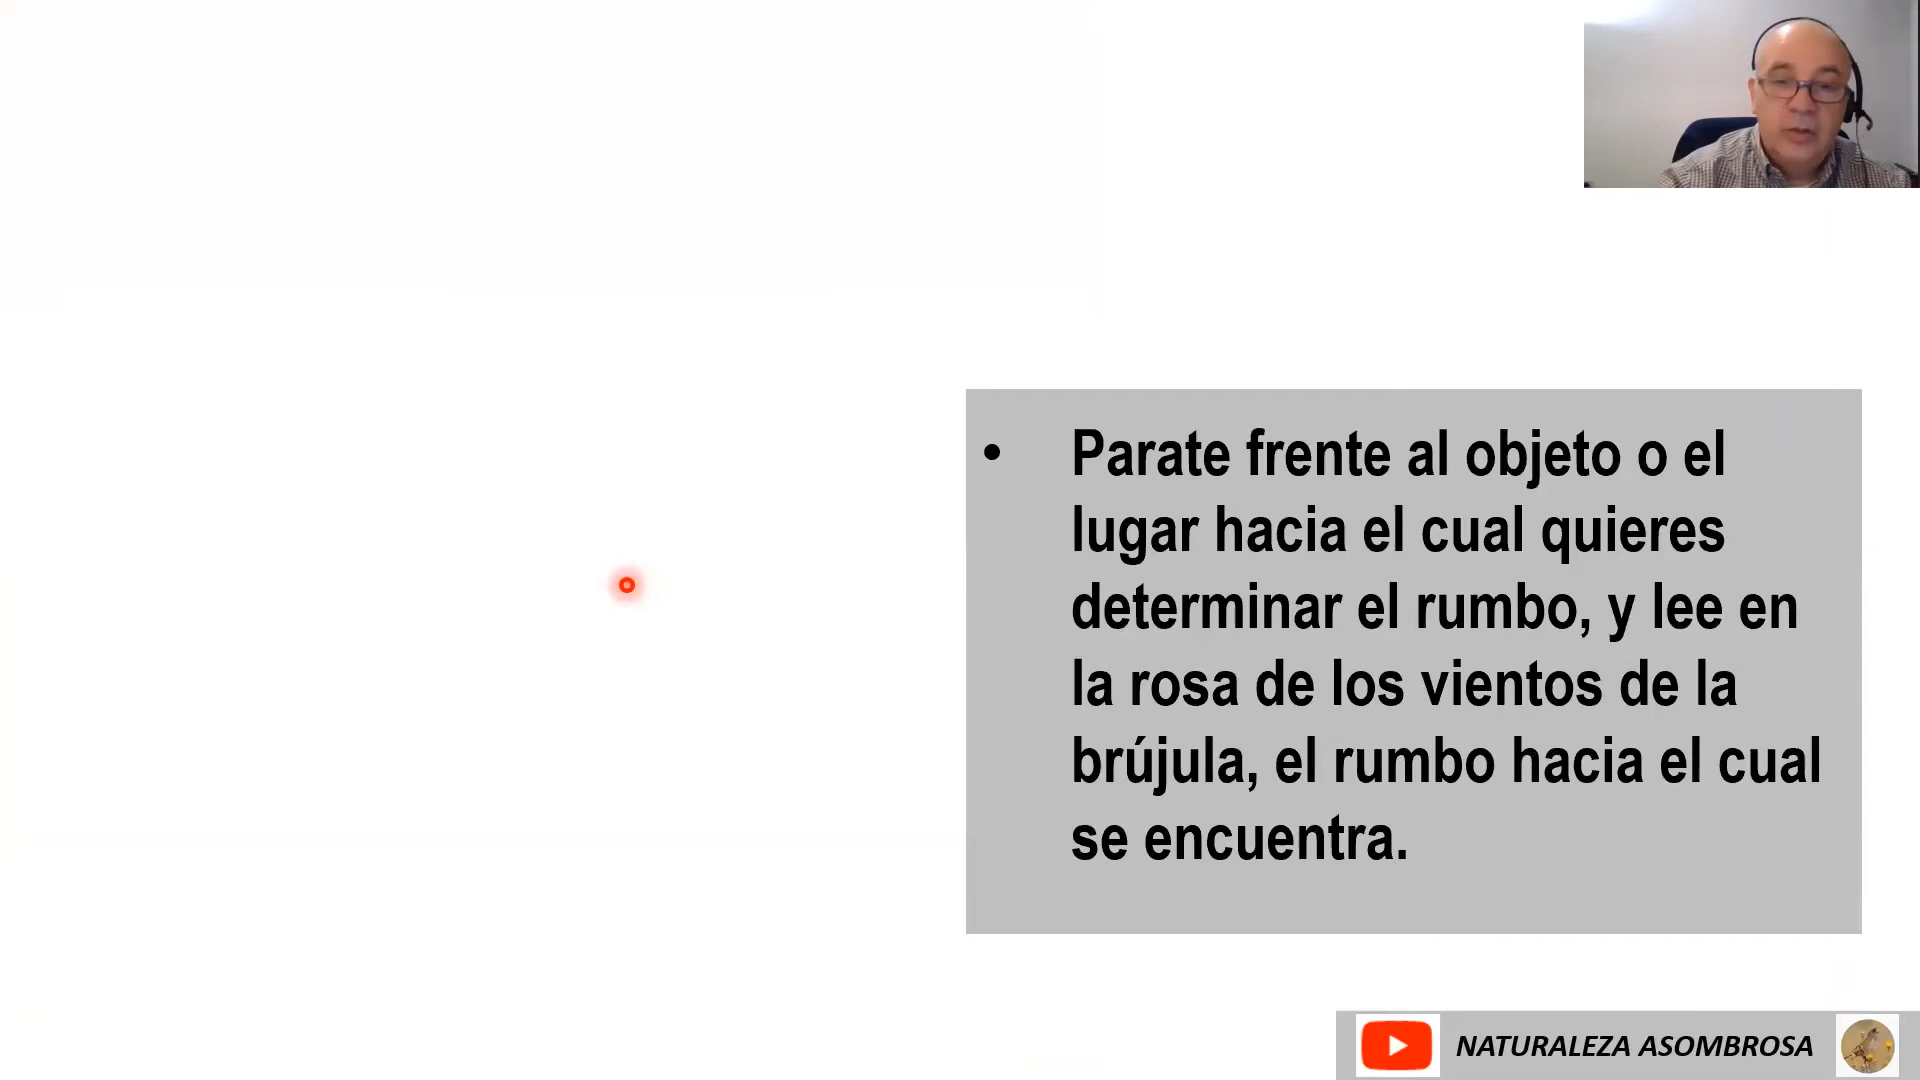 • Parate frente al objeto o el
lugar hacia el cual quieres
determinar el rumbo, y lee en
la rosa de los vientos de la
brújula, el rumbo hacia el cual
se encuentra.
NATURALEZA ASOMBROSA